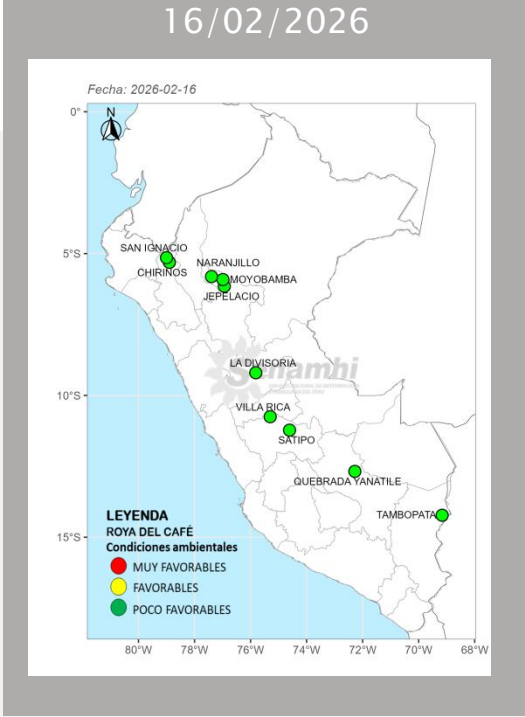 16/02/2026
Fecha: 2026-02-16
N
0°
5°S
10°S
15°S
SAN IGNACIO
CHIRINOS
NARANJILLO
MOYOBAMBA
JEPELACIO
LA DIVISORIA
Senamhi
VILLA RICA
SATIPO
QUEBRADA YANATILE
TAMBOPATA
LEYENDA
ROYA DEL CAFÉ
Condiciones ambientales
MUY FAVORABLES
FAVORABLES
POCO FAVORABLES
80°W 78°W 76°W 74°W 72°W 70°W 68°W